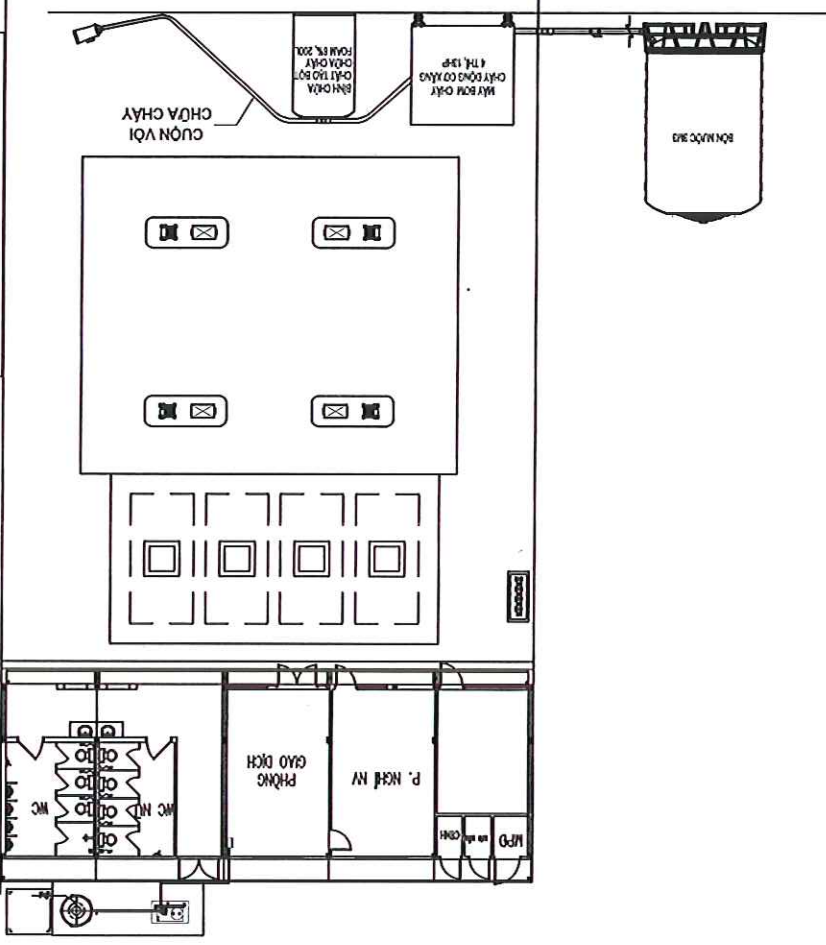 MPĐ
P. NGHỈ NV
PHÒNG
GIAO DỊCH
WC NỮ
WC
BỒN NƯỚC 3M3
MÁY BƠM CHÁY
CHÁY ĐỘNG CƠ XĂNG
4 THÌ, 13HP
BÌNH CHỨA
CHẤT TẠO BỌT
CHỮA CHÁY
FOAM 6%, 200L
CUỘN VÒI
CHỮA CHÁY